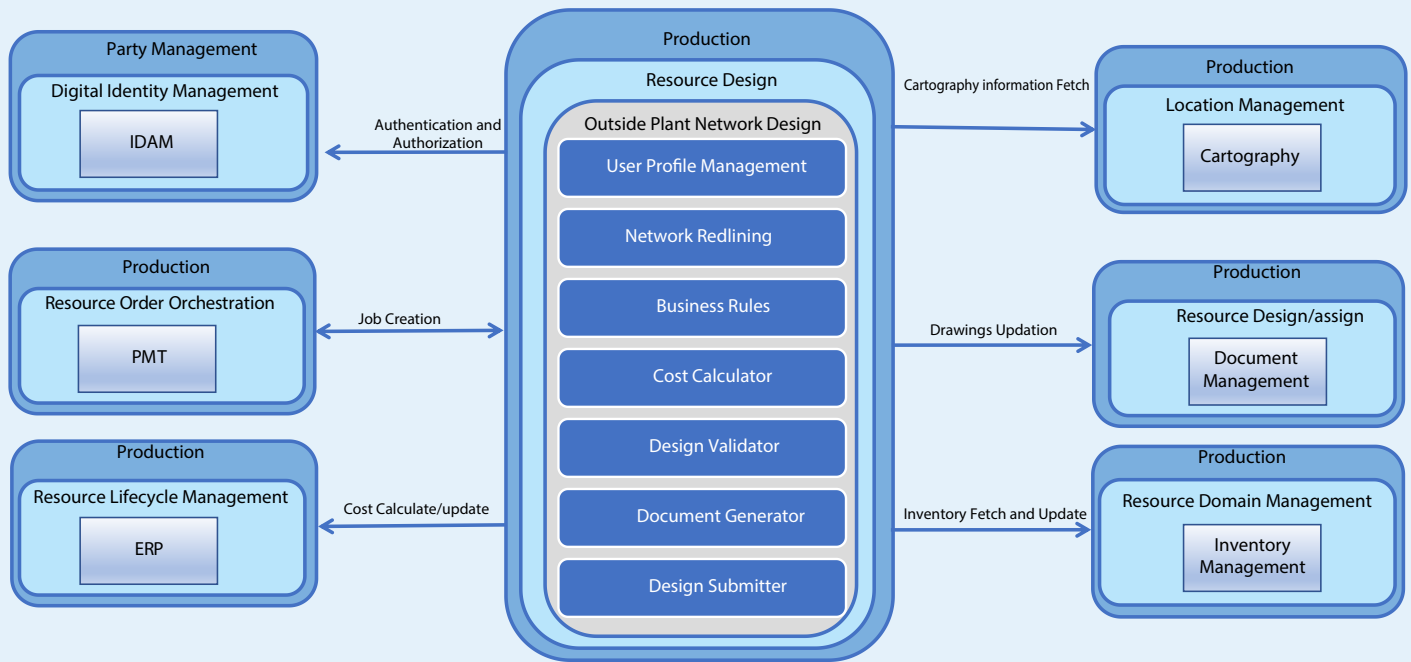 Party Management
Digital Identity Management
IDAM
Production
Resource Order Orchestration
PMT
Production
Resource Lifecycle Management
ERP
Authentication and
Authorization
Job Creation
Cost Calculate/update
Production
Resource Design
Outside Plant Network Design
User Profile Management
Network Redlining
Business Rules
Cost Calculator
Design Validator
Document Generator
Design Submitter
Cartography information Fetch
Drawings Updation
Inventory Fetch and Update
Production
Location Management
Cartography
Production
Resource Design/assign
Document
Management
Production
Resource Domain Management
Inventory
Management